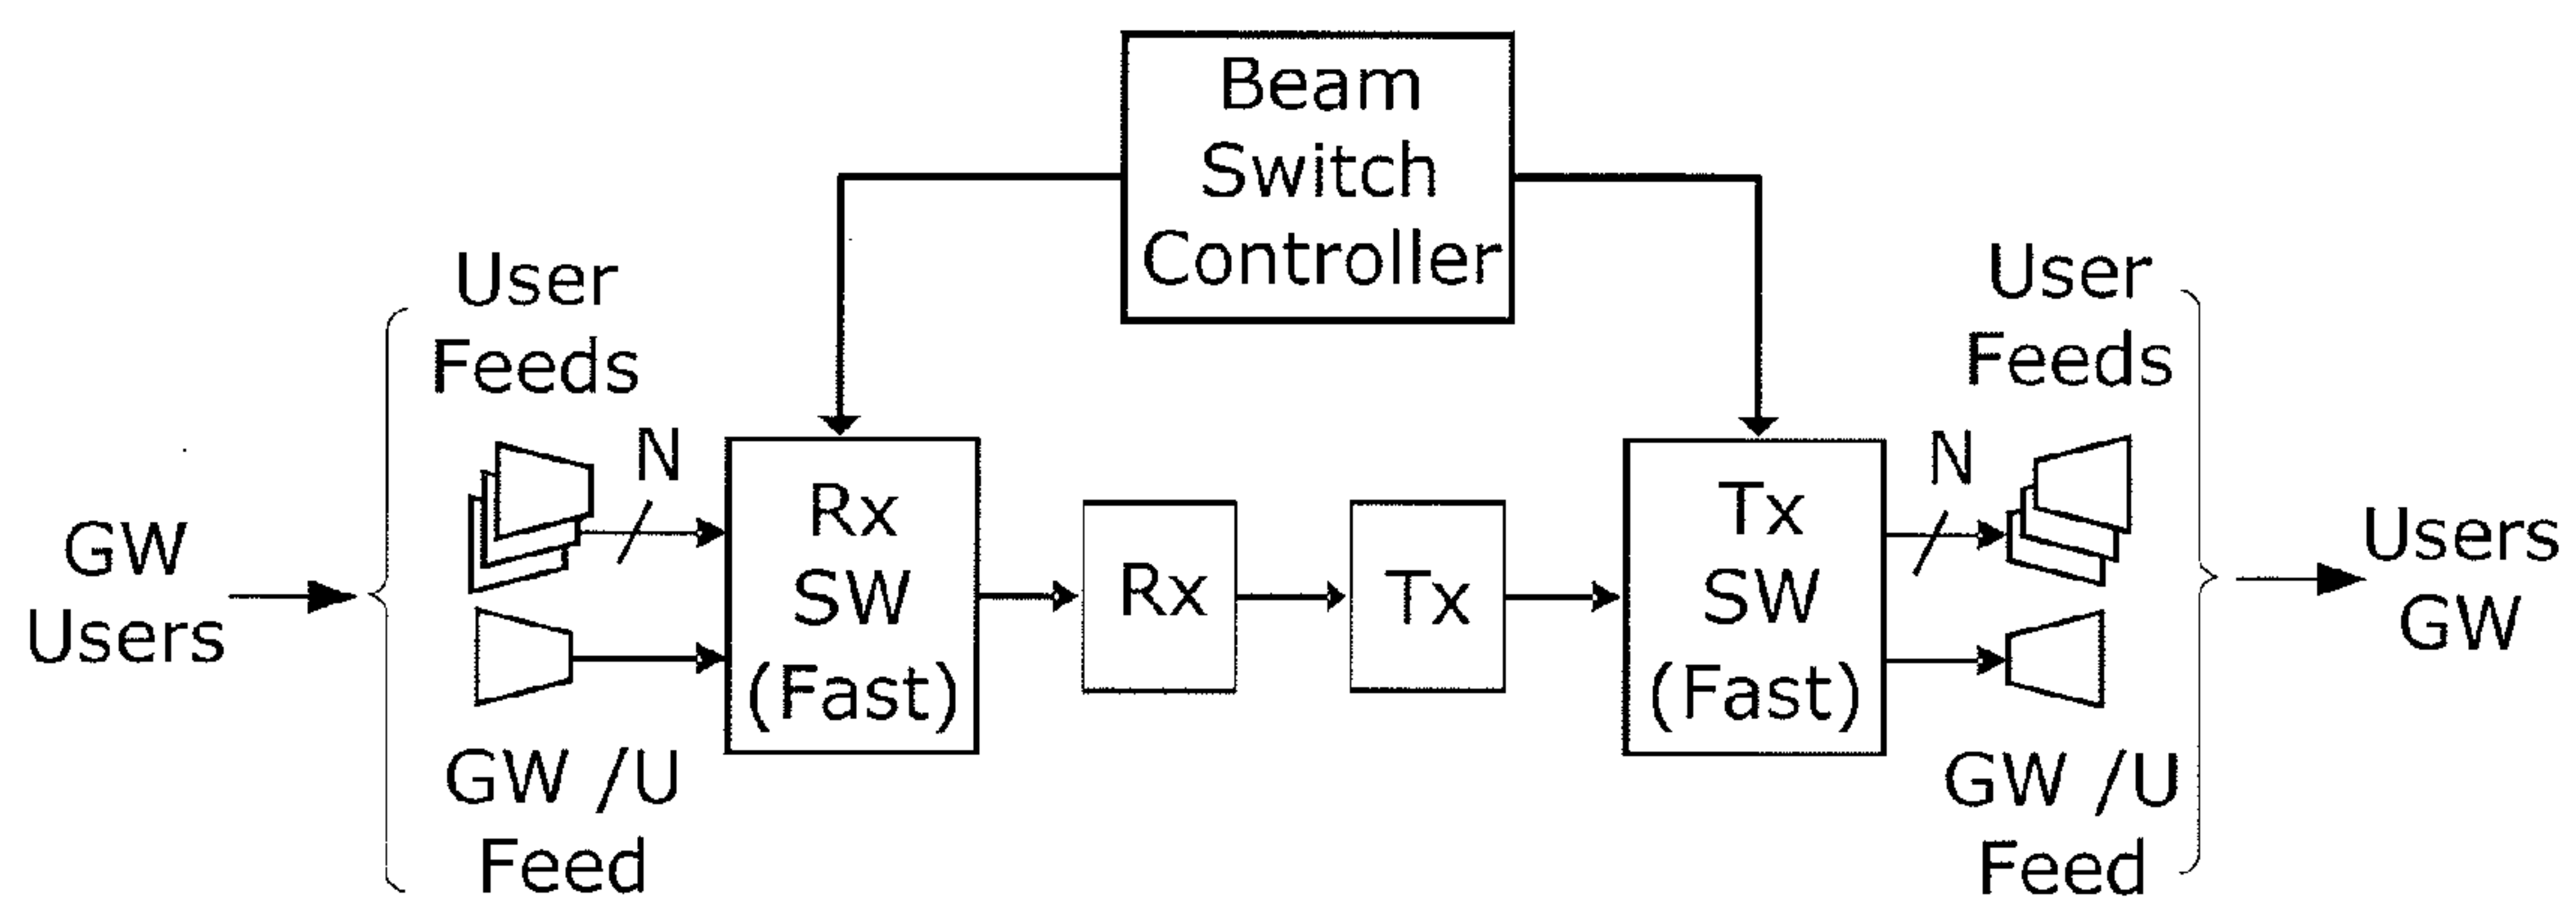 Beam
Switch
Controller
User
Feeds
N
GW
Users
GW /U
Feed
Rx
SW
(Fast)
Rx
Tx
Tx
SW
(Fast)
User
Feeds
N
GW /U
Feed
Users
GW